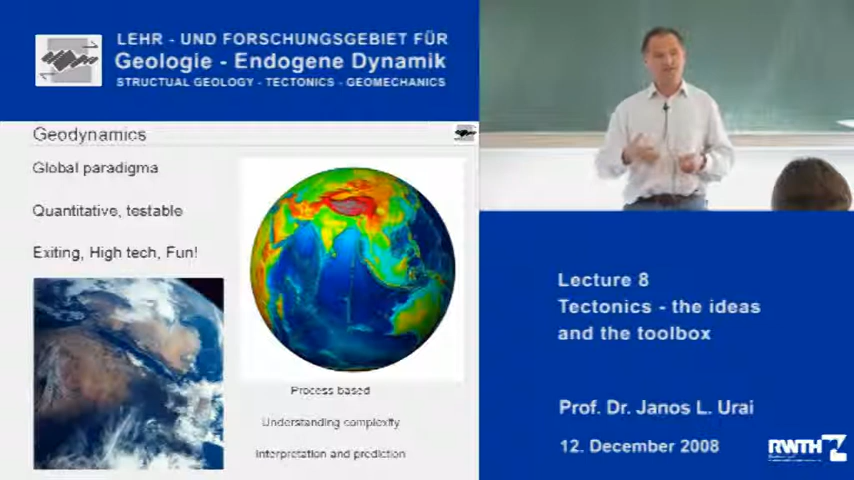 LEHR - UND FORSCHUNGSGEBIET FÜR
Geologie - Endogene Dynamik
STRUCTUAL GEOLOGY - TECTONICS - GEOMECHANICS
Geodynamics
Global paradigma
Quantitative, testable
Exiting, High tech, Fun!
Process based
Understanding complexity
Interpretation and prediction
Lecture 8
Tectonics - the ideas
and the toolbox
Prof. Dr. Janos L. Urai
12. December 2008
RWTH